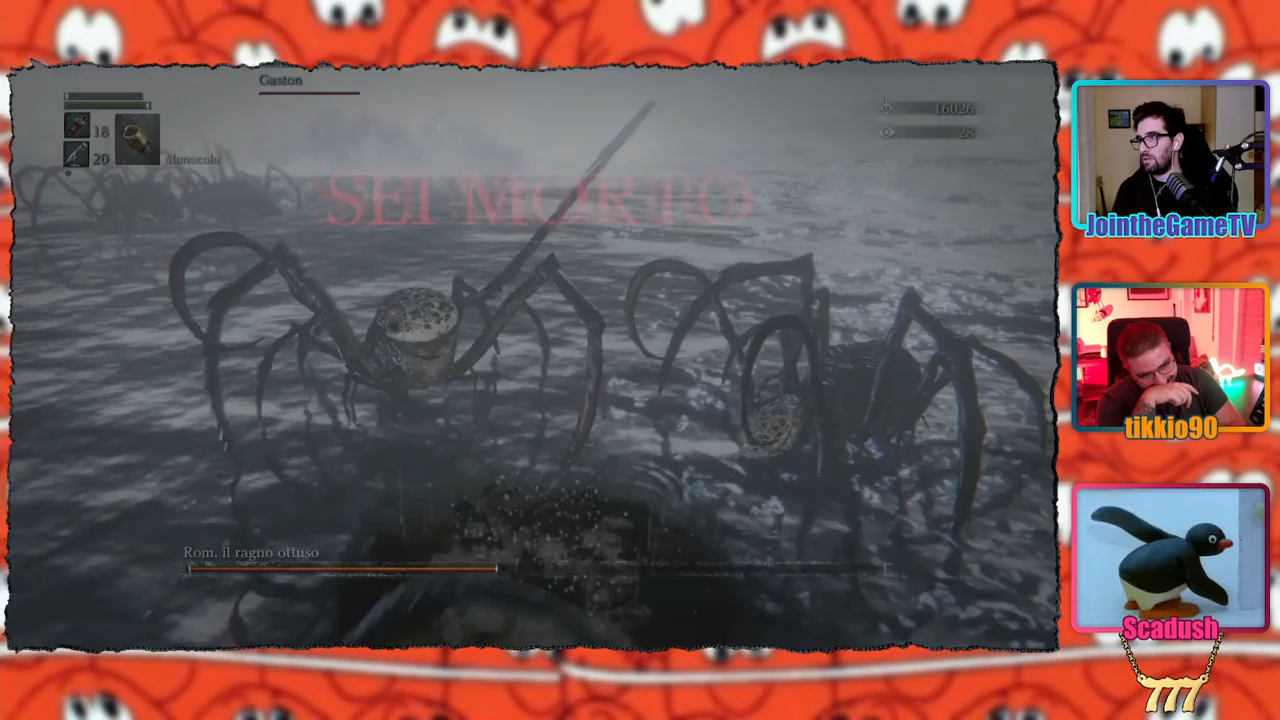 Gaston
18
20
Monocolo
16026
28
SEI MORTO
Rom, il ragno ottuso
JointheGameTV
tikkio90
Scadush
777